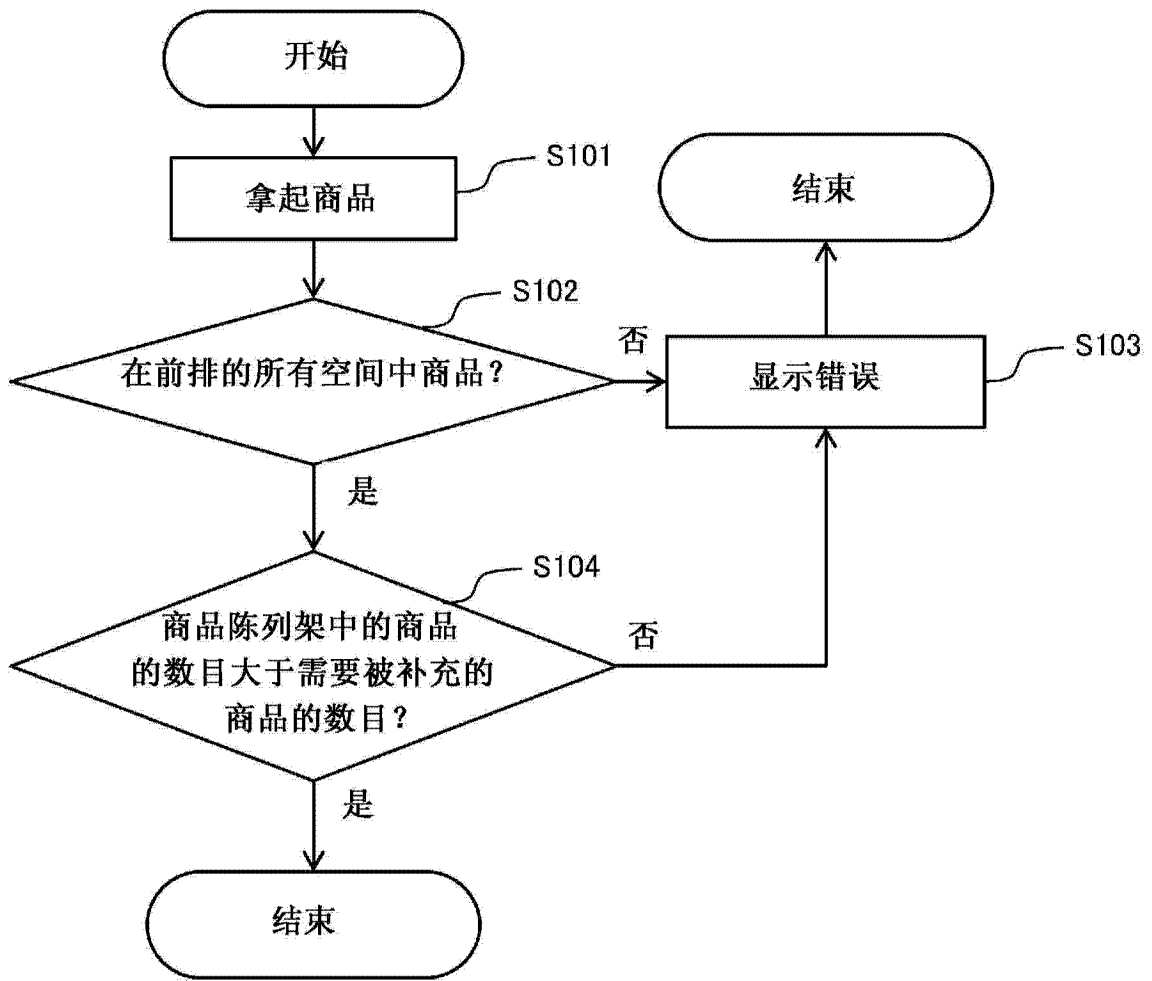 开始
S101
拿起商品
结束
S102
在前排的所有空间中商品？
否
S103
显示错误
是
S104
商品陈列架中的商品
的数目大于需要被补充的
商品的数目？
否
是
结束